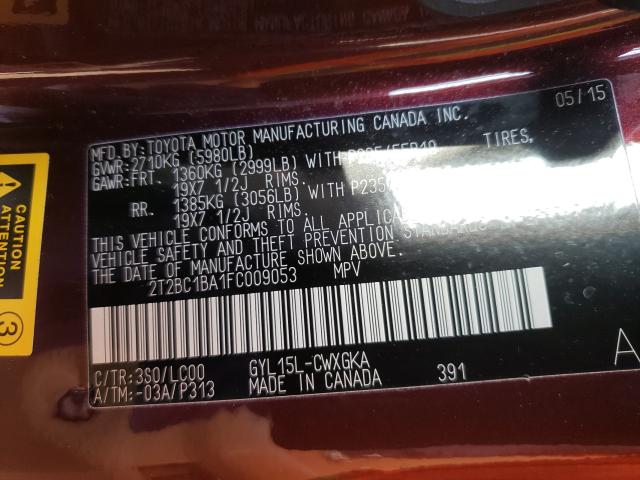 05/15
MFD.BY: TOYOTA MOTOR MANUFACTURING CANADA INC.
GVWR: 2710KG (5980LB)
GAWR: FRT. 1360KG (2999LB) WITH TIRES,
19X7 1/2J RIMS.
RR. 1385KG (3056LB) WITH P235/
19X7 1/2J RIMS.
THIS VEHICLE CONFORMS TO ALL
VEHICLE SAFETY AND THEFT PREVENTION
THE DATE OF MANUFACTURE SHOWN ABOVE.
2T2BC1BA1FC009053 MPV
C/TR:3S0/LC00 GYL15L-CWXGKA
A/TM:-03A/P313 MADE IN CANADA 391
A
CAUTION
ATTENTION
3